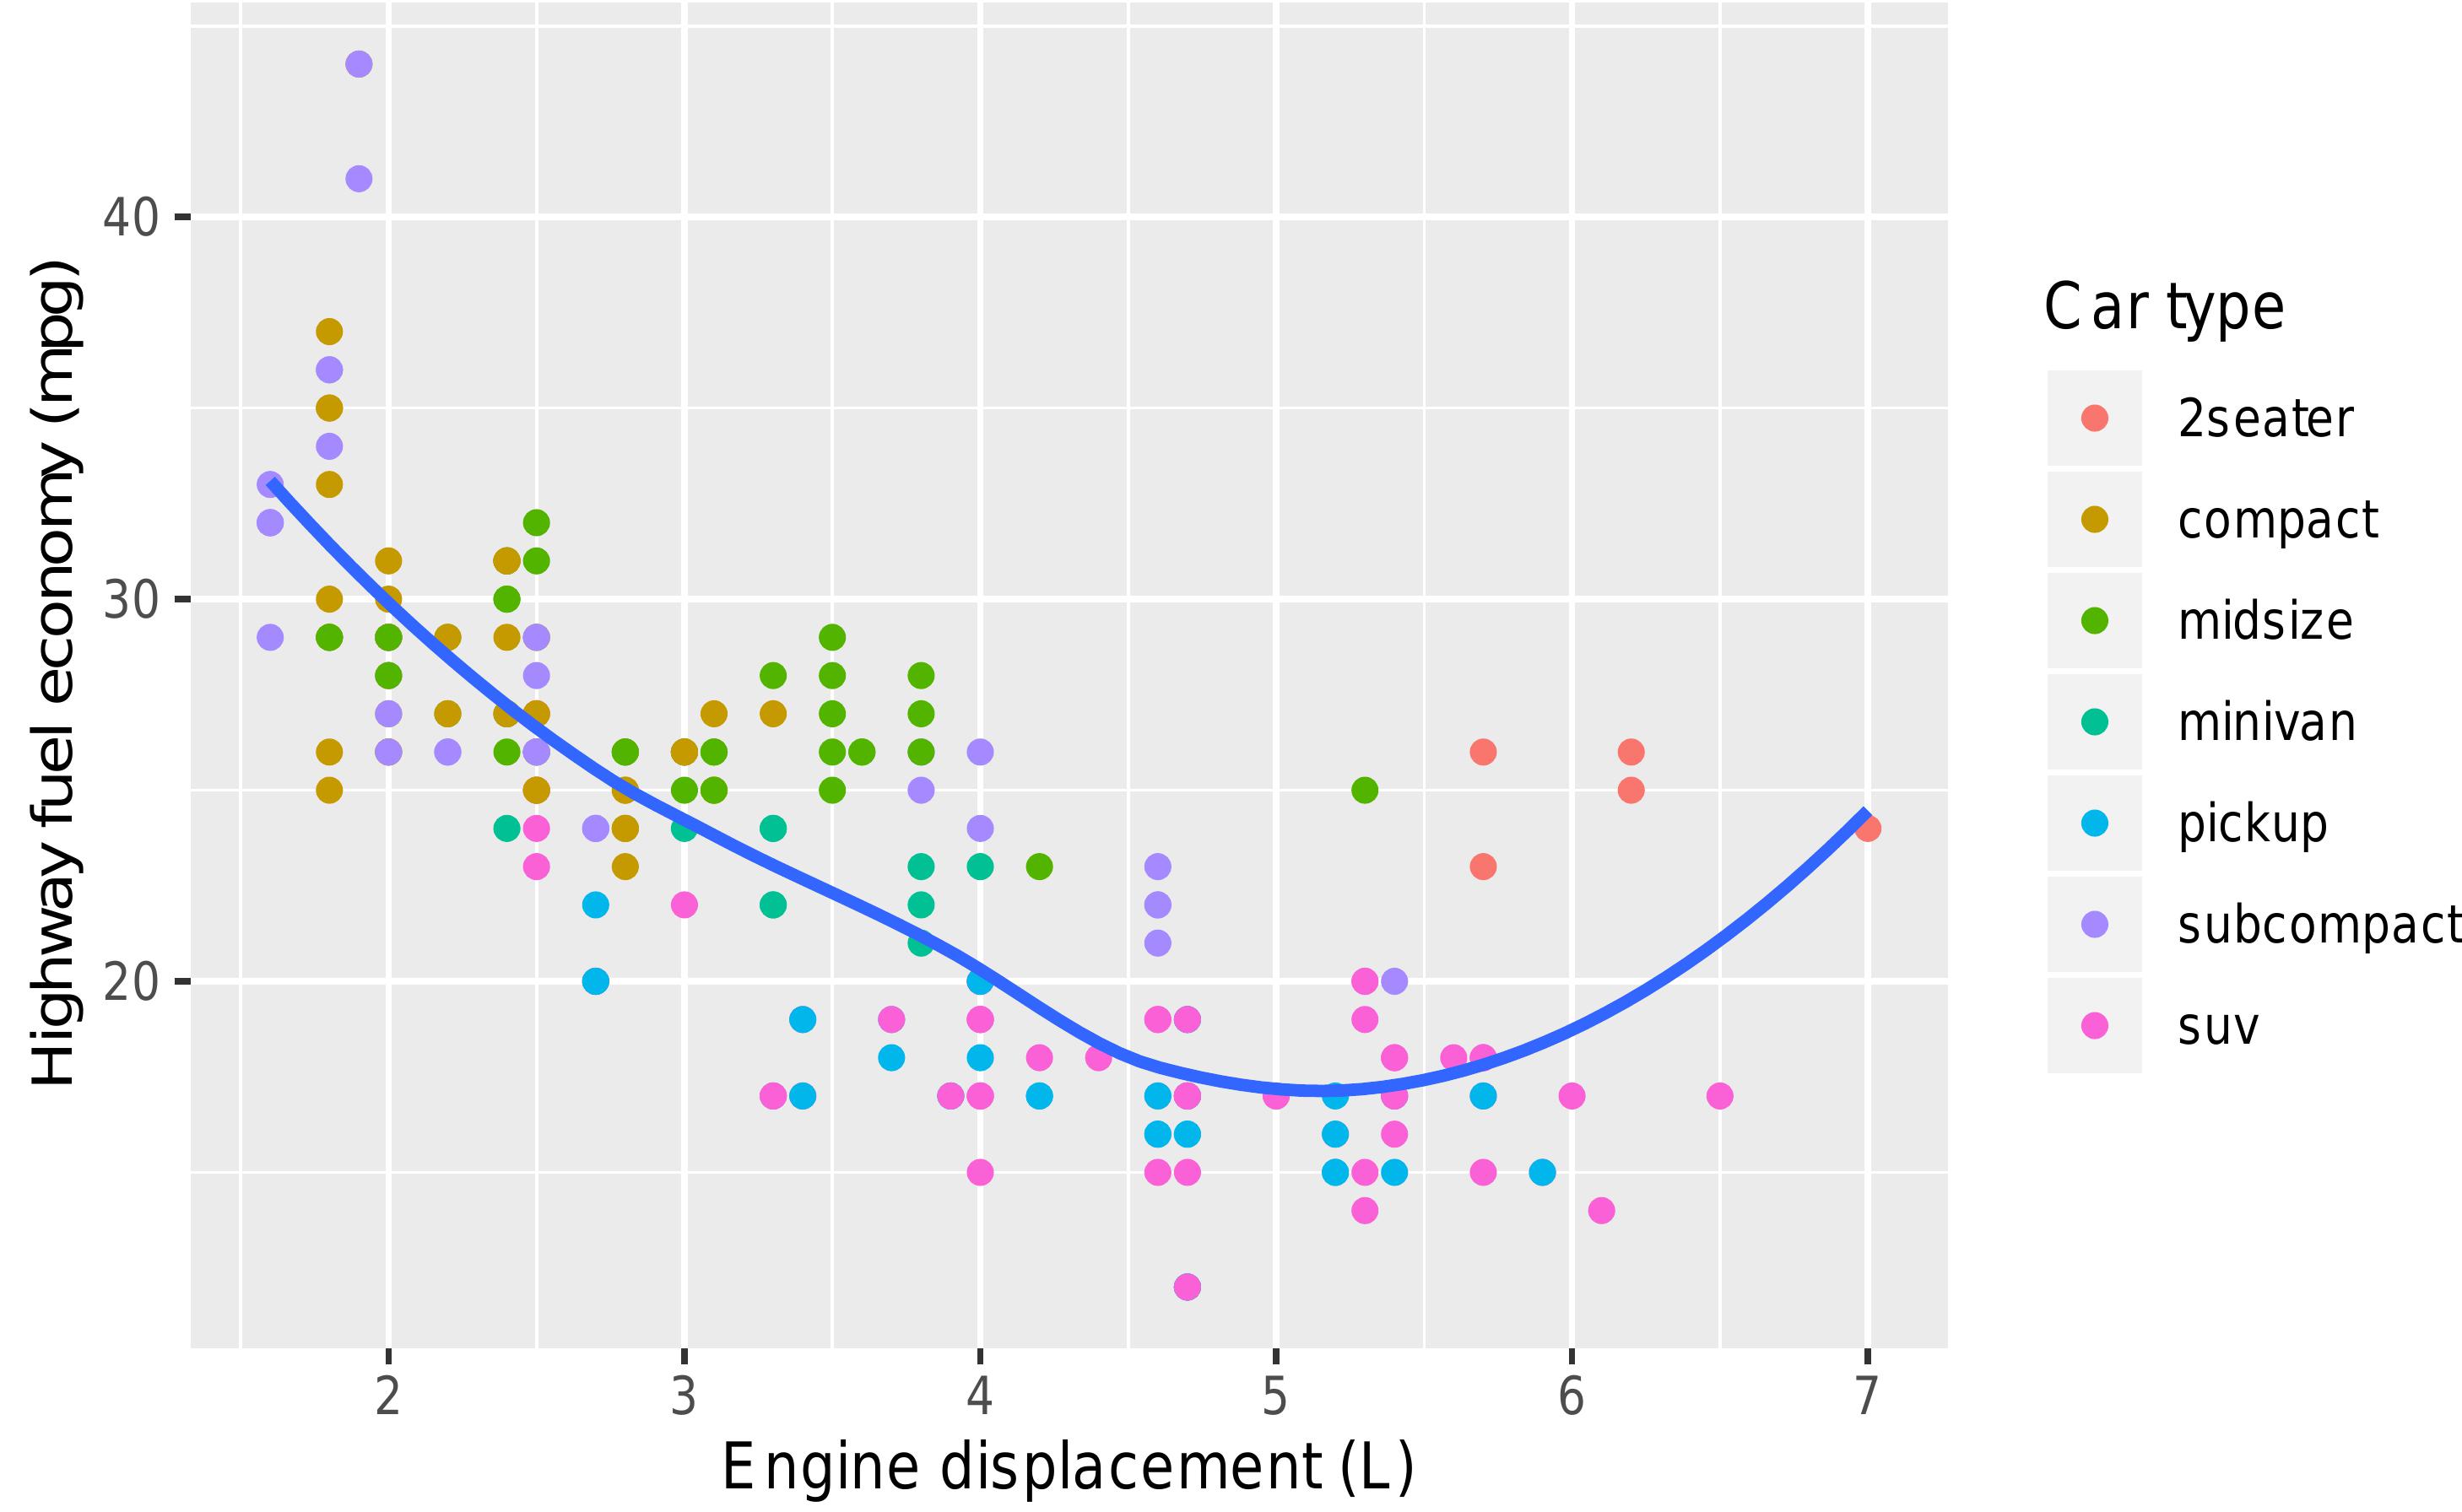 Highway fuel economy (mpg)
40
30
20
2 3 4 5 6 7
Engine displacement (L)
Car type
2seater
compact
midsize
minivan
pickup
subcompact
suv